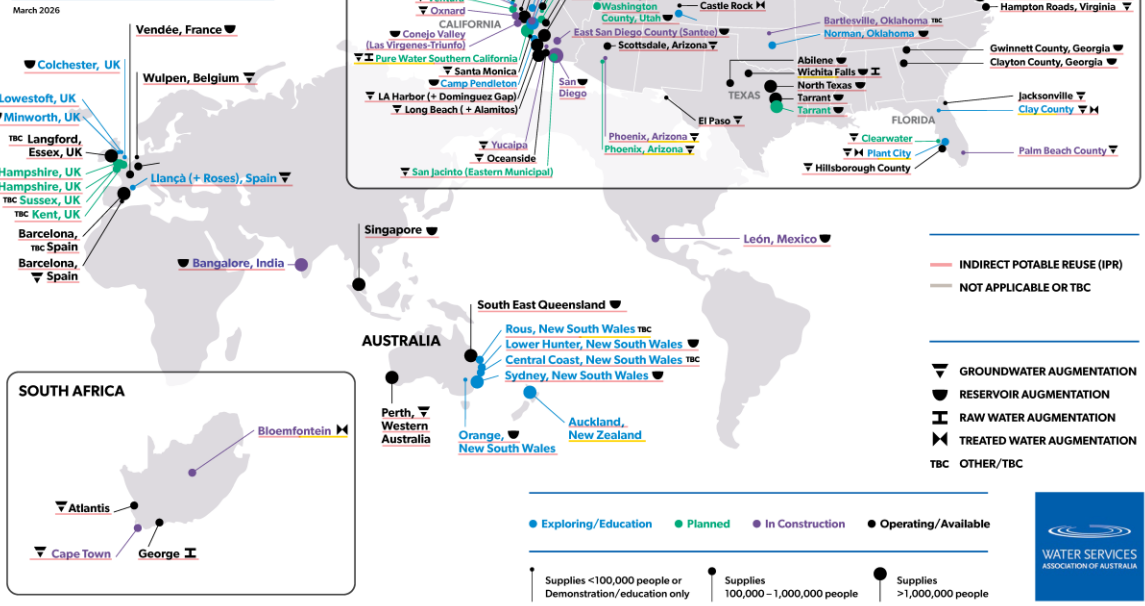 March 2026
Vendée, France
Colchester, UK
Wulpen, Belgium
Lowestoft, UK
Minworth, UK
TBC Langford,
Essex, UK
Hampshire, UK
Hampshire, UK
TBC Sussex, UK
TBC Kent, UK
Barcelona,
TBC Spain
Barcelona,
Spain
Llançà (+ Roses), Spain
Oxnard
CALIFORNIA
Conejo Valley
(Las Virgenes-Triunfo)
Pure Water Southern California
Santa Monica
Camp Pendleton
LA Harbor (+ Dominguez Gap)
Long Beach (+ Alamitos)
Yucaipa
Oceanside
San Jacinto (Eastern Municipal)
Washington
County, Utah
Castle Rock
East San Diego County (Santee)
Scottsdale, Arizona
San
Diego
Phoenix, Arizona
Phoenix, Arizona
El Paso
Bartlesville, Oklahoma TBC
Norman, Oklahoma
Abilene
Wichita Falls
North Texas
TEXAS
Tarrant
Tarrant
Hampton Roads, Virginia
Gwinnett County, Georgia
Clayton County, Georgia
Jacksonville
Clay County
FLORIDA
Clearwater
Plant City
Palm Beach County
Hillsborough County
Singapore
Bangalore, India
León, Mexico
South East Queensland
AUSTRALIA
Rous, New South Wales TBC
Lower Hunter, New South Wales
Central Coast, New South Wales TBC
Sydney, New South Wales
Perth,
Western
Australia
Orange,
New South Wales
Auckland,
New Zealand
INDIRECT POTABLE REUSE (IPR)
NOT APPLICABLE OR TBC
GROUNDWATER AUGMENTATION
RESERVOIR AUGMENTATION
RAW WATER AUGMENTATION
TREATED WATER AUGMENTATION
TBC OTHER/TBC
SOUTH AFRICA
Bloemfontein
Atlantis
Cape Town
George
Exploring/Education
Planned
In Construction
Operating/Available
Supplies <100,000 people or
Demonstration/education only
Supplies
100,000 – 1,000,000 people
Supplies
>1,000,000 people
WATER SERVICES
ASSOCIATION OF AUSTRALIA